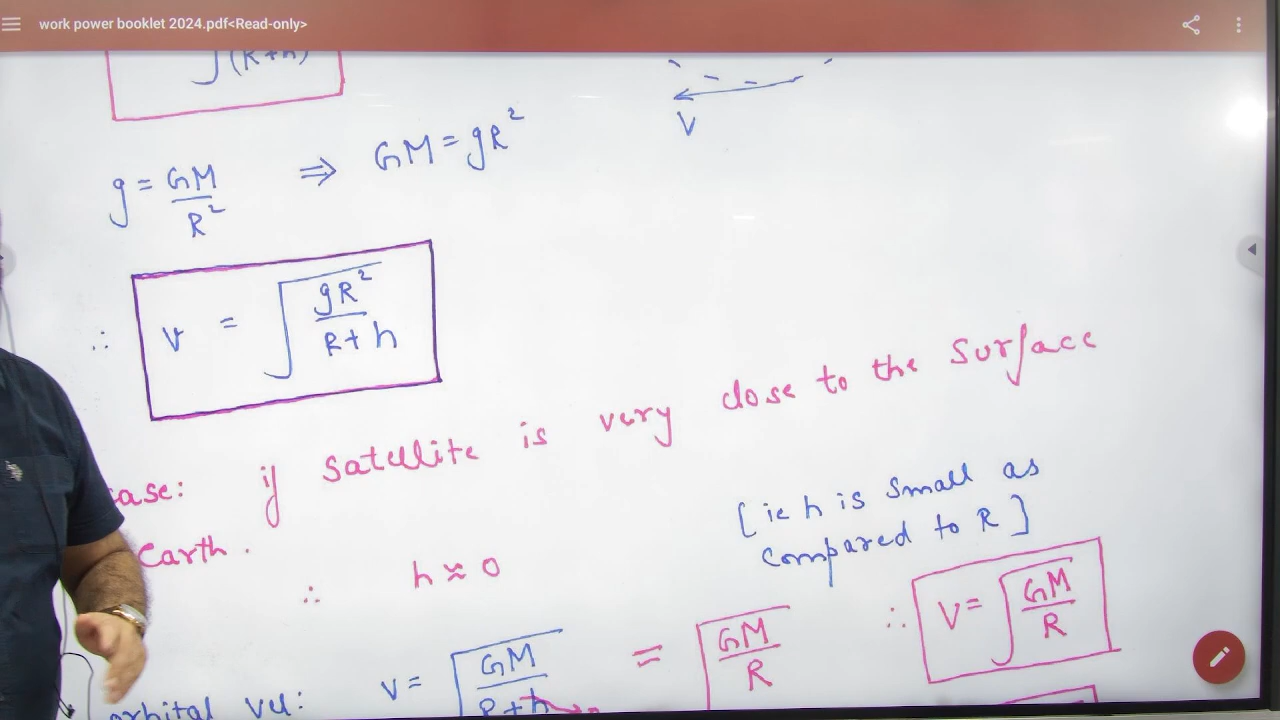 work power booklet 2024.pdf<Read-only>
√(R+h)
V
g = GM/R² ⇒ GM = gR²
∴ v = √(gR²/(R+h))
case: if satellite is very close to the surface
Earth.
[ie h is small as
compared to R]
∴ h ≈ 0
orbital vel: v = √(GM/(R+h)) = √(GM/R) ∴ V = √(GM/R)